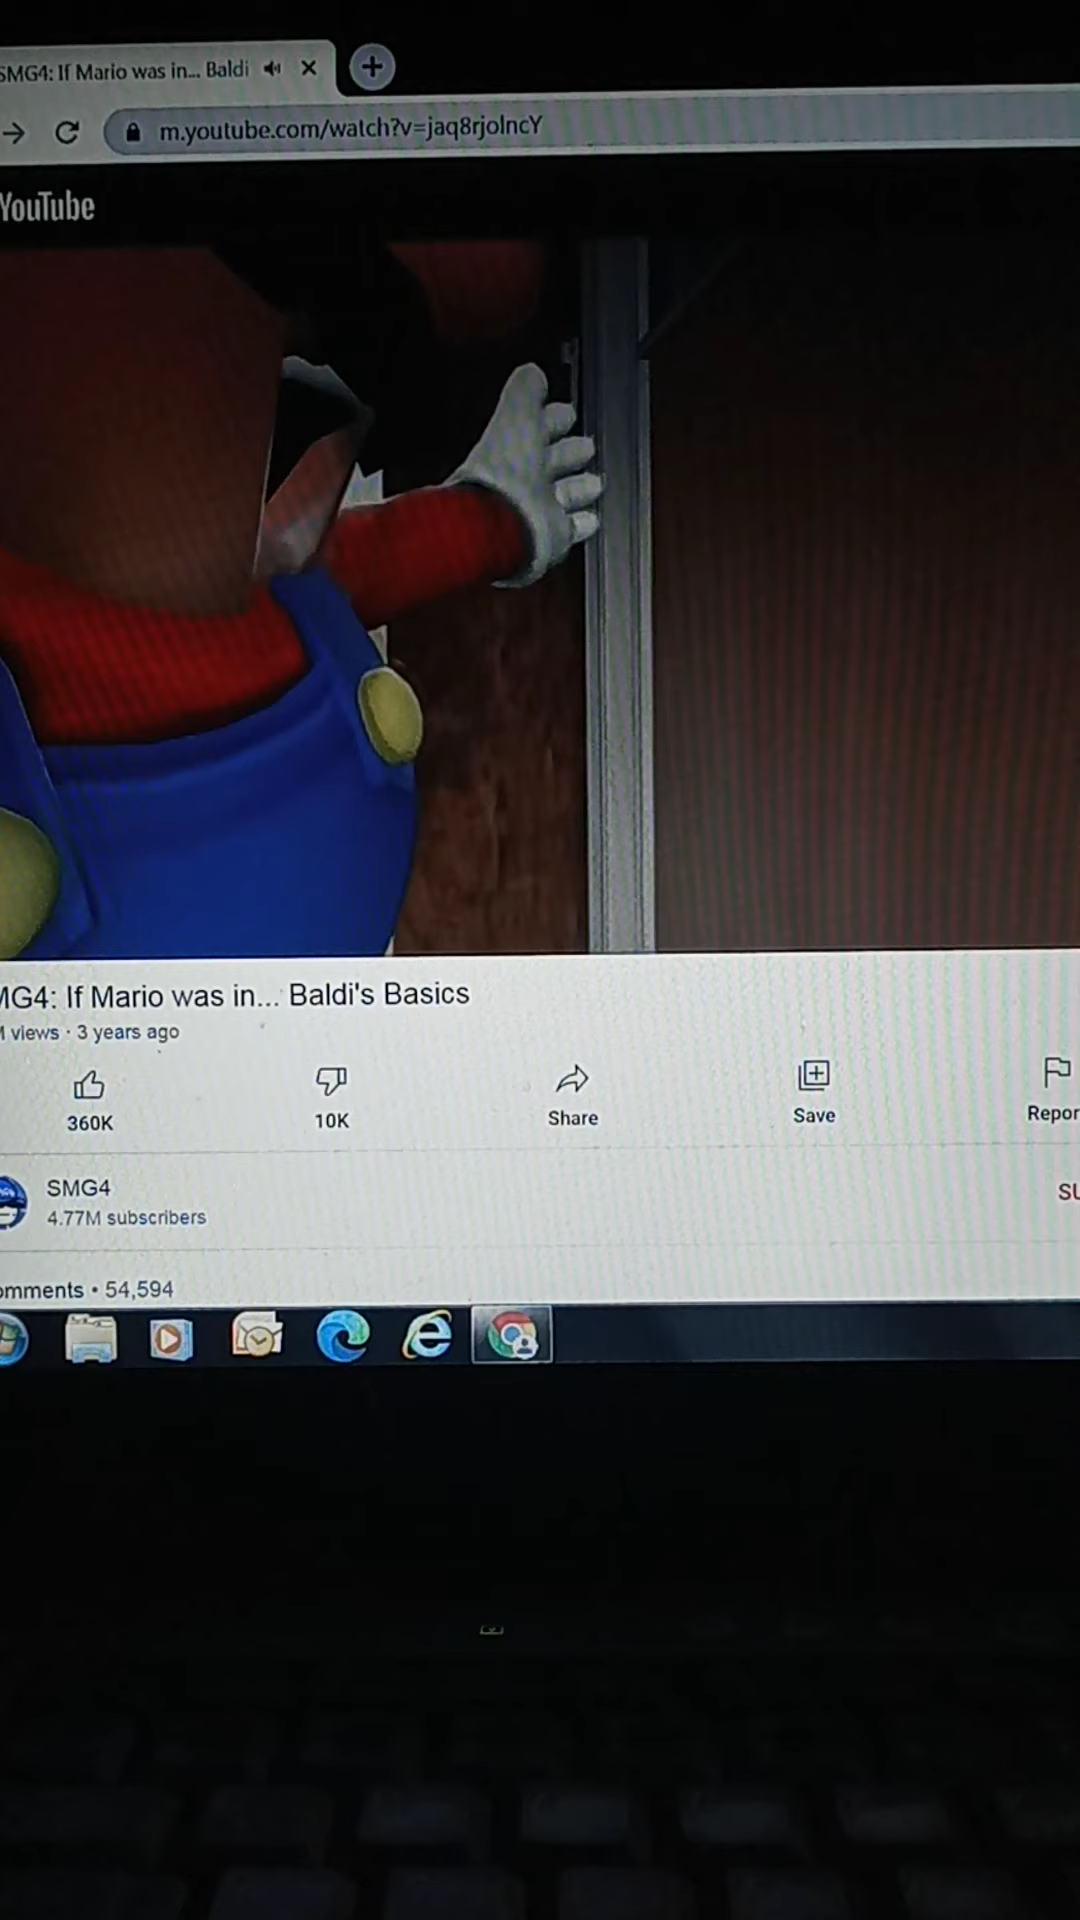 SMG4: If Mario was in... Baldi
m.youtube.com/watch?v=jaq8rjolncY
YouTube
MG4: If Mario was in... Baldi's Basics
views · 3 years ago
360K
10K
Share
Save
Repor
SMG4
4.77M subscribers
SU
omments • 54,594